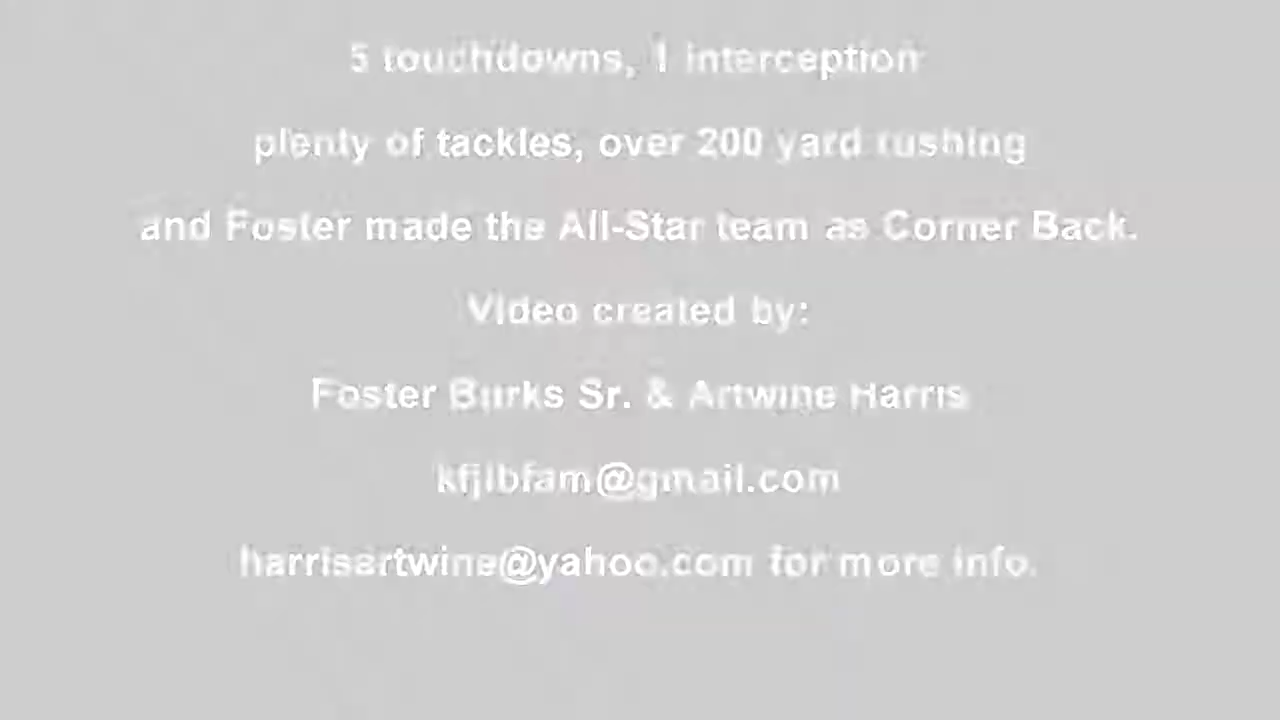 5 touchdowns, 1 interception
plenty of tackles, over 200 yard rushing
and Foster made the All-Star team as Corner Back.
Video created by:
Foster Burks Sr. & Artwine Harris
kfjlbfam@gmail.com
harrisartwine@yahoo.com for more info.